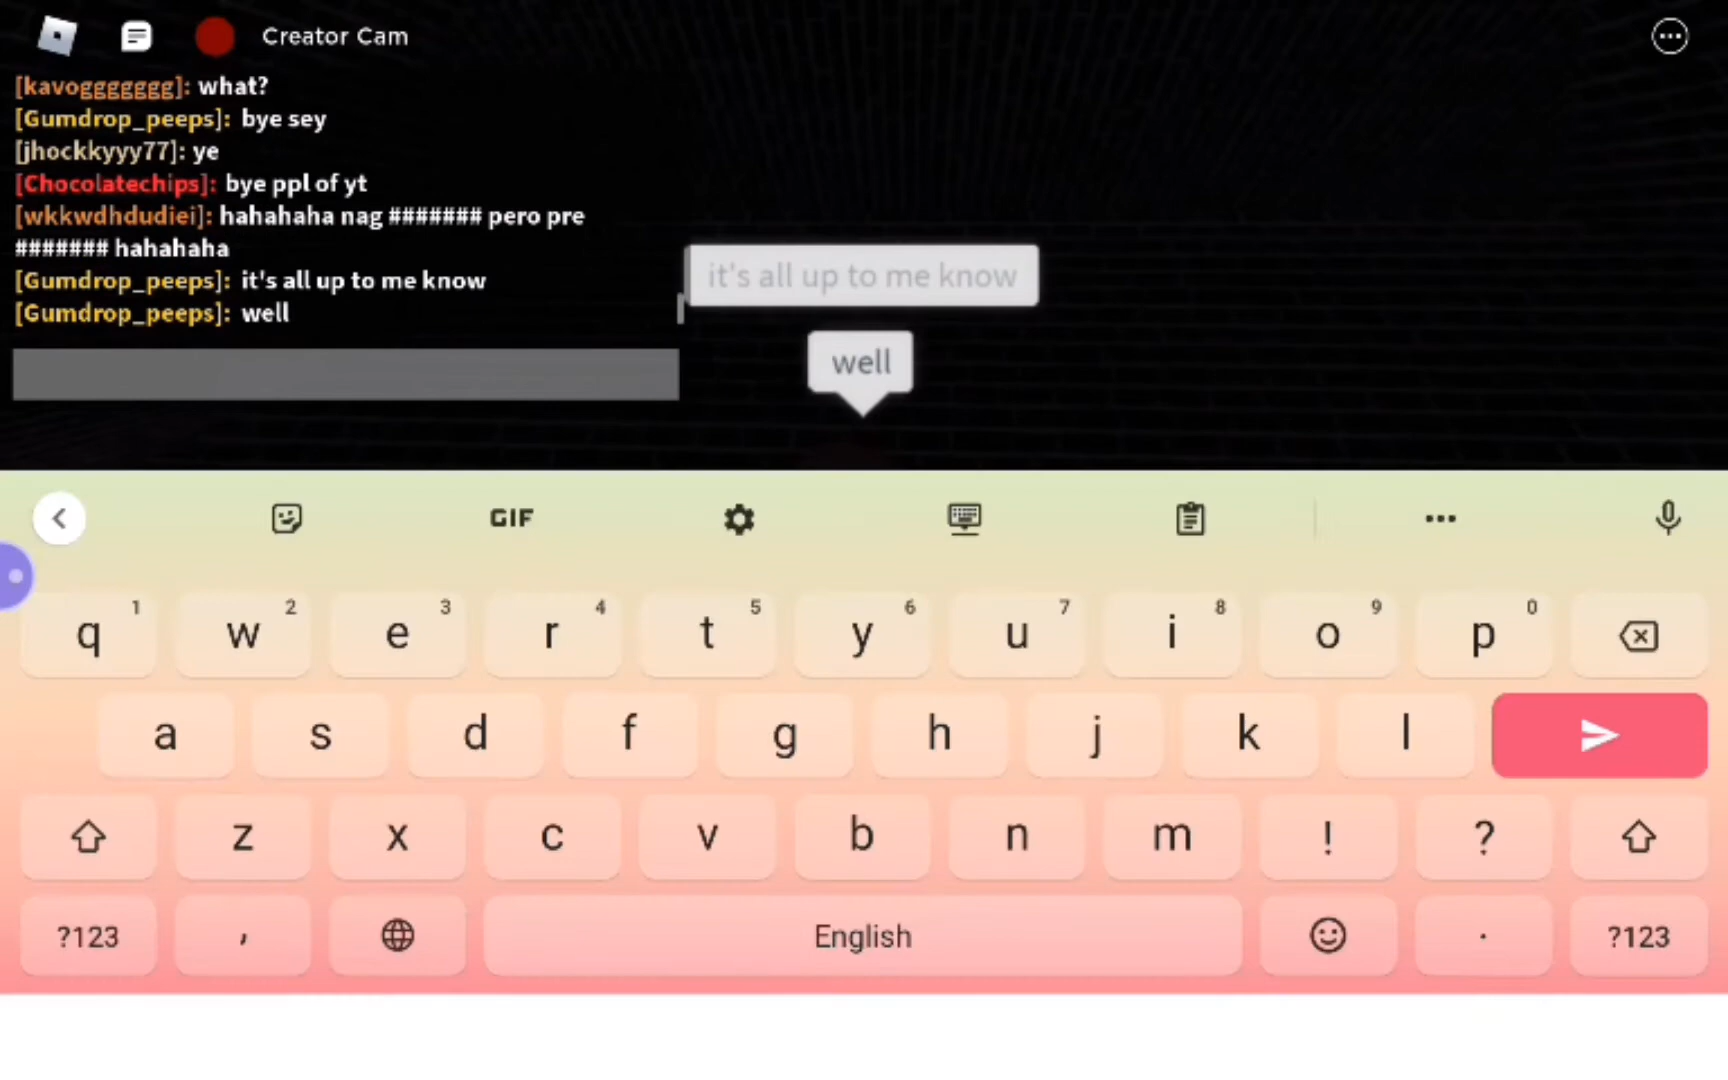 Creator Cam
[kavoggggggg]: what?
[Gumdrop_peeps]: bye sey
[jhockkyyy77]: ye
[Chocolatechips]: bye ppl of yt
[wkkwdhdudiei]: hahahaha nag ####### pero pre
####### hahahaha
[Gumdrop_peeps]: it's all up to me know
[Gumdrop_peeps]: well
it's all up to me know
well
GIF
1 2 3 4 5 6 7 8 9 0
q w e r t y u i o p
a s d f g h j k l
z x c v b n m ! ?
?123 , English . ?123